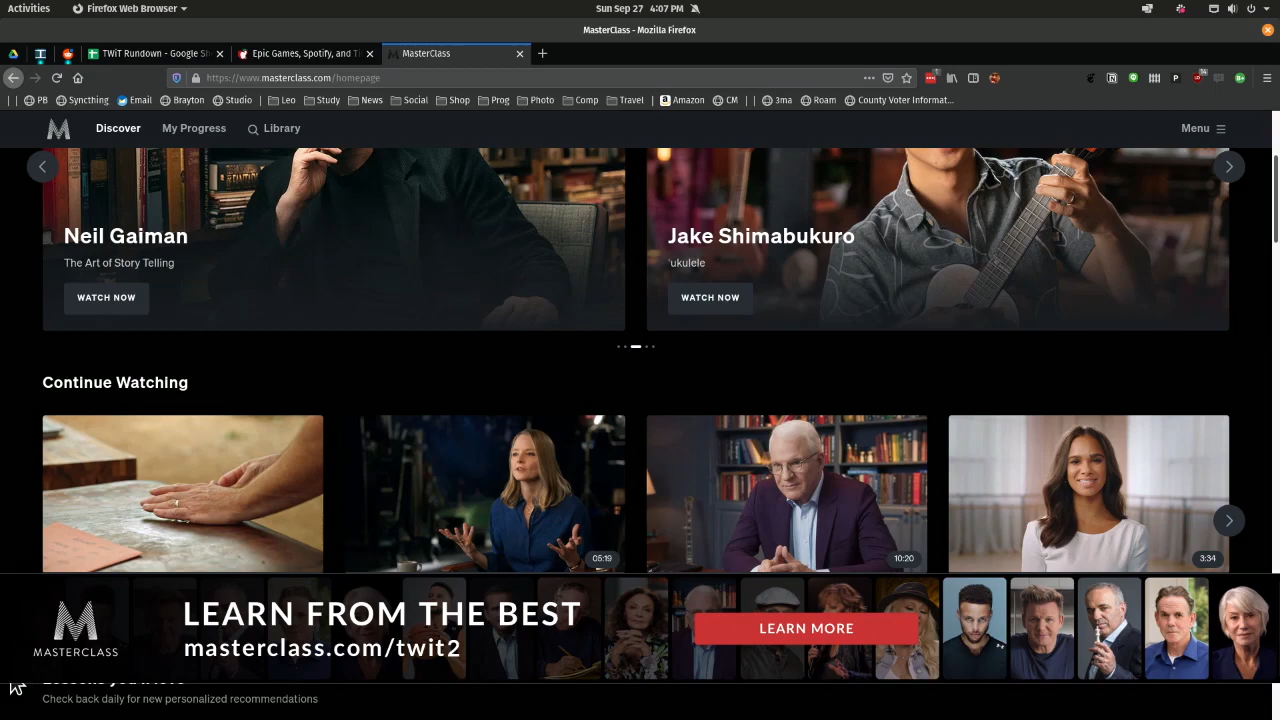 Activities
Firefox Web Browser
Sun Sep 27 4:07 PM
MasterClass - Mozilla Firefox
TWiT Rundown - Google Sh
Epic Games, Spotify, and Ti
MasterClass
https://www.masterclass.com/homepage
PB
Syncthing
Email
Brayton
Studio
Leo
Study
News
Social
Shop
Prog
Photo
Comp
Travel
Amazon
CM
3ma
Roam
County Voter Informat...
Discover
My Progress
Library
Menu
Neil Gaiman
The Art of Story Telling
WATCH NOW
Jake Shimabukuro
ʻukulele
WATCH NOW
Continue Watching
05:19
10:20
3:34
MASTERCLASS
LEARN FROM THE BEST
masterclass.com/twit2
LEARN MORE
Check back daily for new personalized recommendations